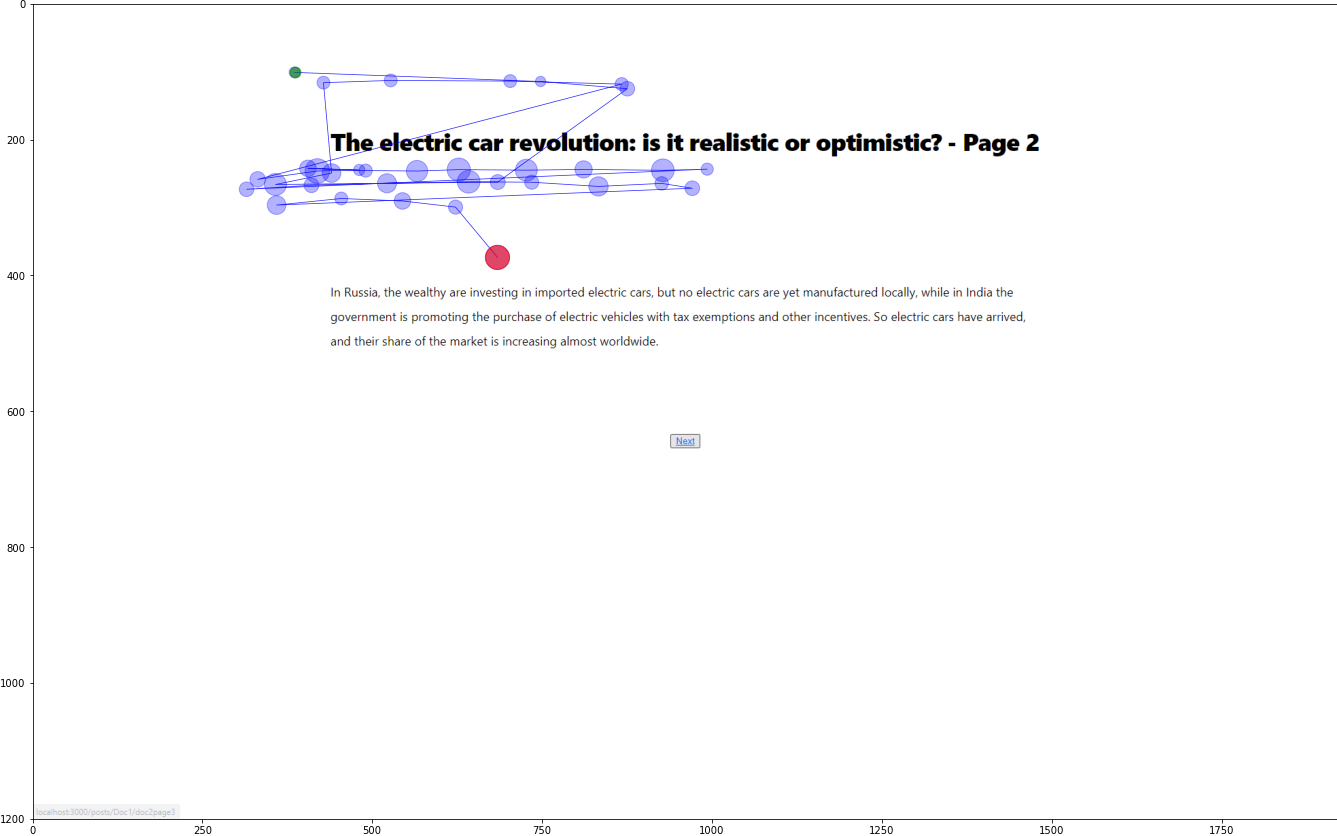 0
200
The electric car revolution: is it realistic or optimistic? - Page 2
400
In Russia, the wealthy are investing in imported electric cars, but no electric cars are yet manufactured locally, while in India the
government is promoting the purchase of electric vehicles with tax exemptions and other incentives. So electric cars have arrived,
and their share of the market is increasing almost worldwide.
600
Next
800
1000
localhost:3000/posts/Doc1/doc2page3
1200
0 250 500 750 1000 1250 1500 1750